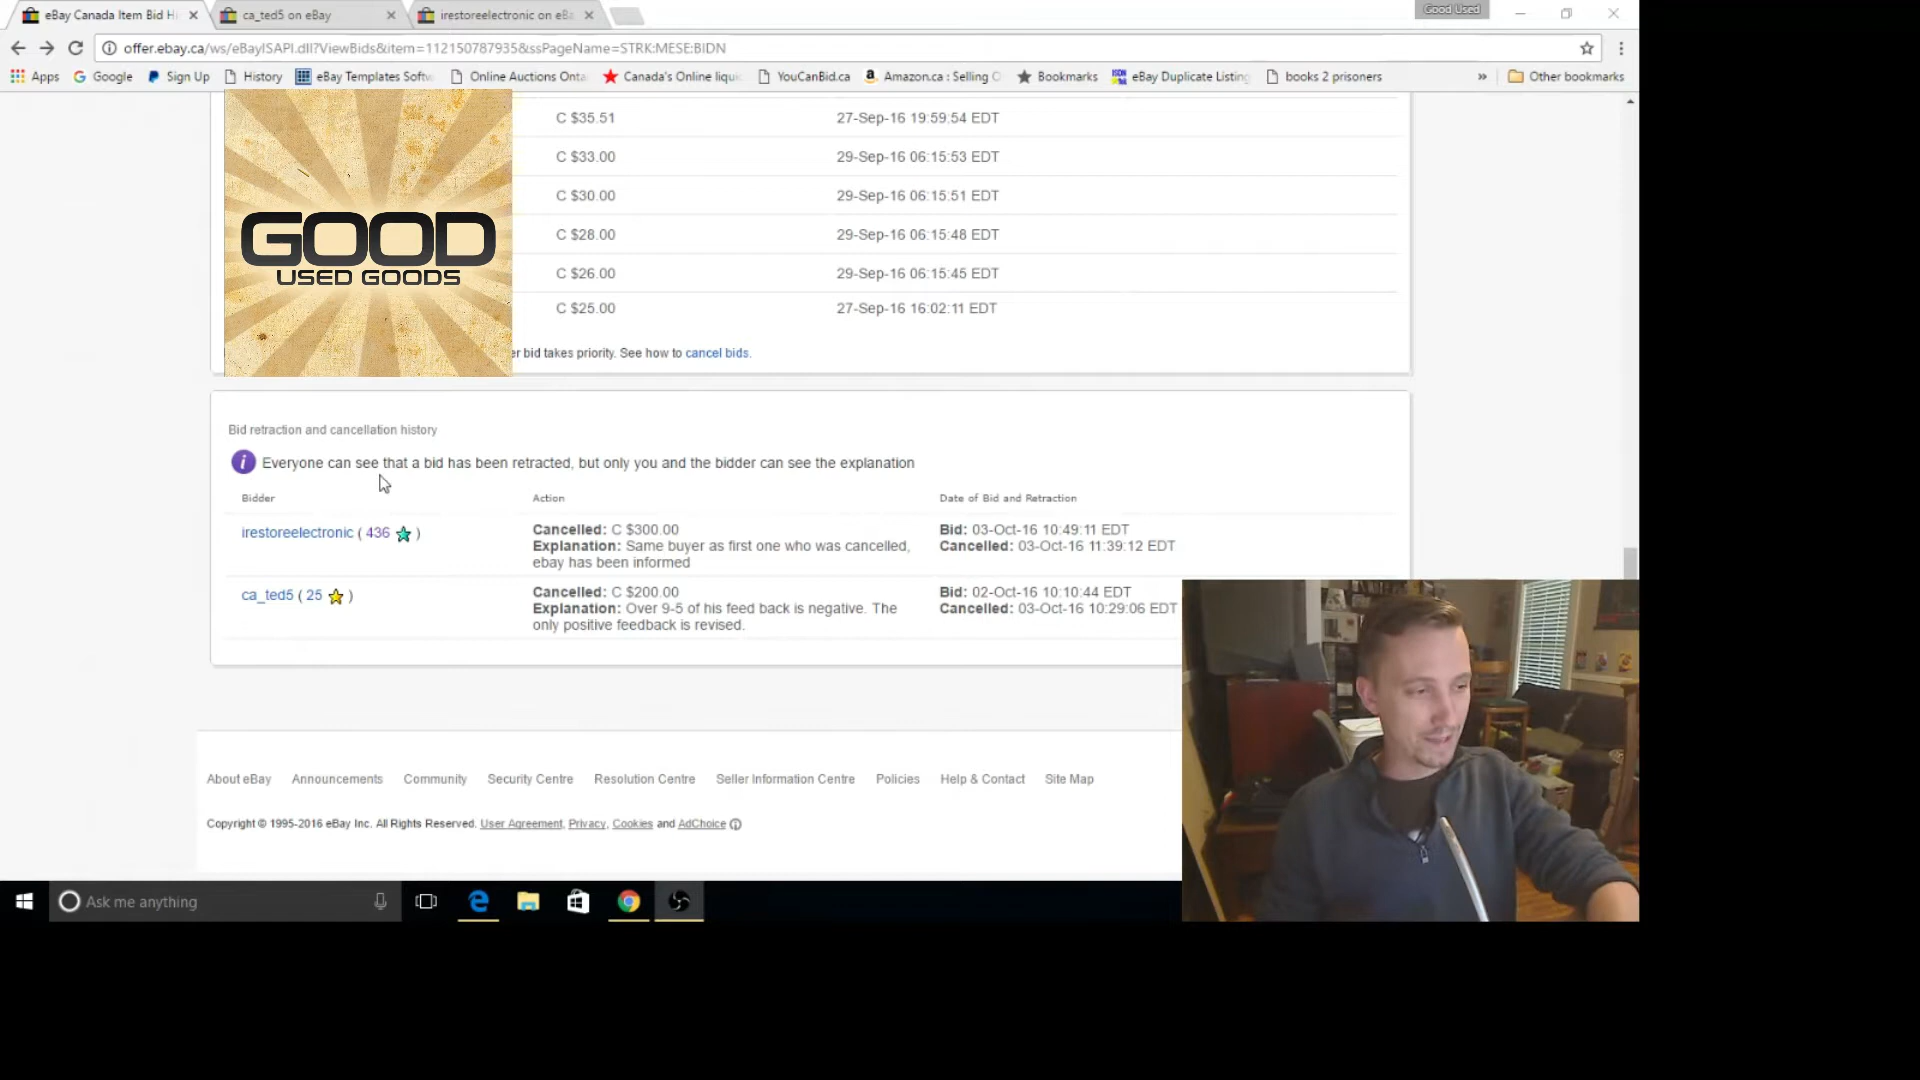 eBay Canada Item Bid Hi
ca_ted5 on eBay
irestoreelectronic on eBa
Good Used
offer.ebay.ca/ws/eBayISAPI.dll?ViewBids&item=112150787935&ssPageName=STRK:MESE:BIDN
Apps Google Sign Up History eBay Templates Softw Online Auctions Onta Canada's Online liqui YouCanBid.ca Amazon.ca : Selling C Bookmarks eBay Duplicate Listing books 2 prisoners » Other bookmarks
C $35.51 27-Sep-16 19:59:54 EDT
C $33.00 29-Sep-16 06:15:53 EDT
C $30.00 29-Sep-16 06:15:51 EDT
C $28.00 29-Sep-16 06:15:48 EDT
C $26.00 29-Sep-16 06:15:45 EDT
C $25.00 27-Sep-16 16:02:11 EDT
GOOD
USED GOODS
er bid takes priority. See how to cancel bids.
Bid retraction and cancellation history
Everyone can see that a bid has been retracted, but only you and the bidder can see the explanation
Bidder Action Date of Bid and Retraction
irestoreelectronic ( 436 ) Cancelled: C $300.00 Bid: 03-Oct-16 10:49:11 EDT
Explanation: Same buyer as first one who was cancelled, Cancelled: 03-Oct-16 11:39:12 EDT
ebay has been informed
ca_ted5 ( 25 ) Cancelled: C $200.00 Bid: 02-Oct-16 10:10:44 EDT
Explanation: Over 9-5 of his feed back is negative. The Cancelled: 03-Oct-16 10:29:06 EDT
only positive feedback is revised.
About eBay Announcements Community Security Centre Resolution Centre Seller Information Centre Policies Help & Contact Site Map
Copyright © 1995-2016 eBay Inc. All Rights Reserved. User Agreement, Privacy, Cookies and AdChoice
Ask me anything